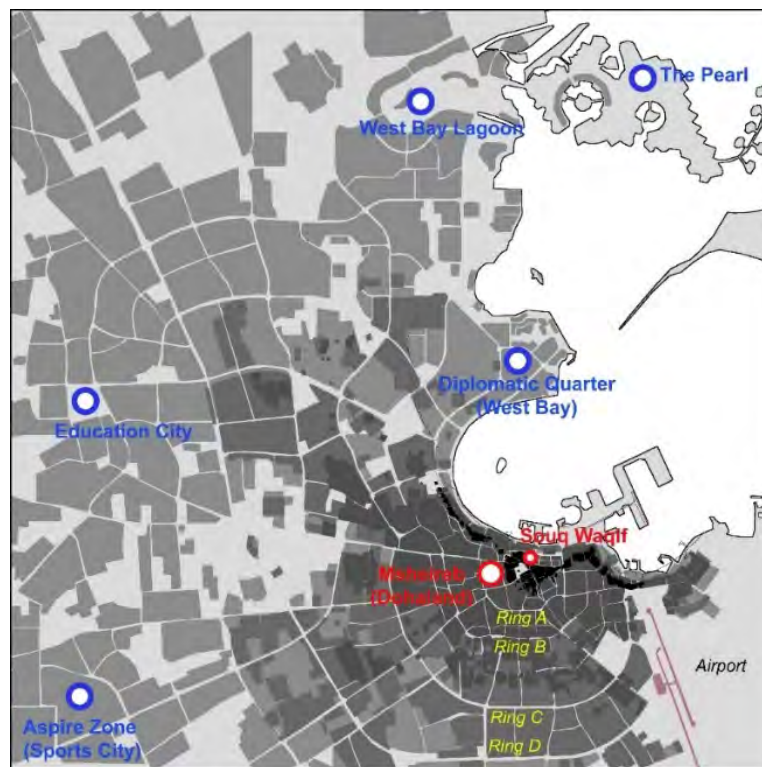 The Pearl
West Bay Lagoon
Diplomatic Quarter
(West Bay)
Education City
Souq Waqif
Msheireb
(Dohaland)
Ring A
Ring B
Airport
Aspire Zone
(Sports City)
Ring C
Ring D